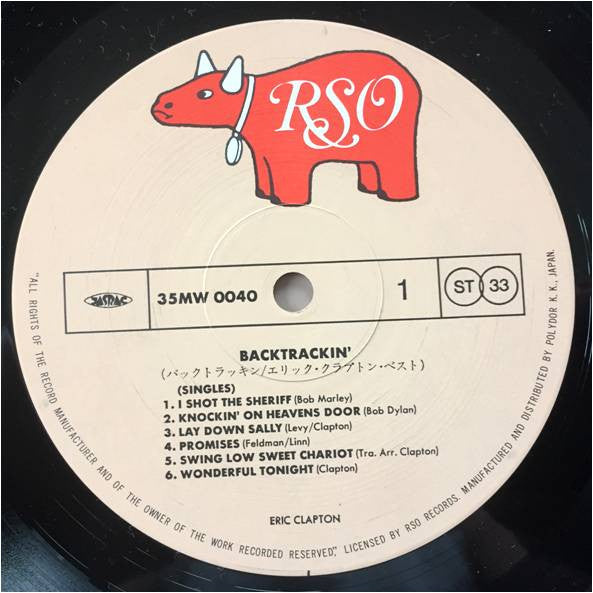 RSO
JASRAC
35MW 0040
1
ST 33
BACKTRACKIN'
(バックトラッキン/エリック・クラプトン・ベスト)
(SINGLES)
1. I SHOT THE SHERIFF (Bob Marley)
2. KNOCKIN' ON HEAVENS DOOR (Bob Dylan)
3. LAY DOWN SALLY (Levy/Clapton)
4. PROMISES (Feldman/Linn)
5. SWING LOW SWEET CHARIOT (Tra. Arr. Clapton)
6. WONDERFUL TONIGHT (Clapton)
ERIC CLAPTON
"ALL RIGHTS OF THE RECORD MANUFACTURER AND OF THE OWNER OF THE WORK RECORDED RESERVED", LICENSED BY RSO RECORDS. MANUFACTURED AND DISTRIBUTED BY POLYDOR K. K., JAPAN.